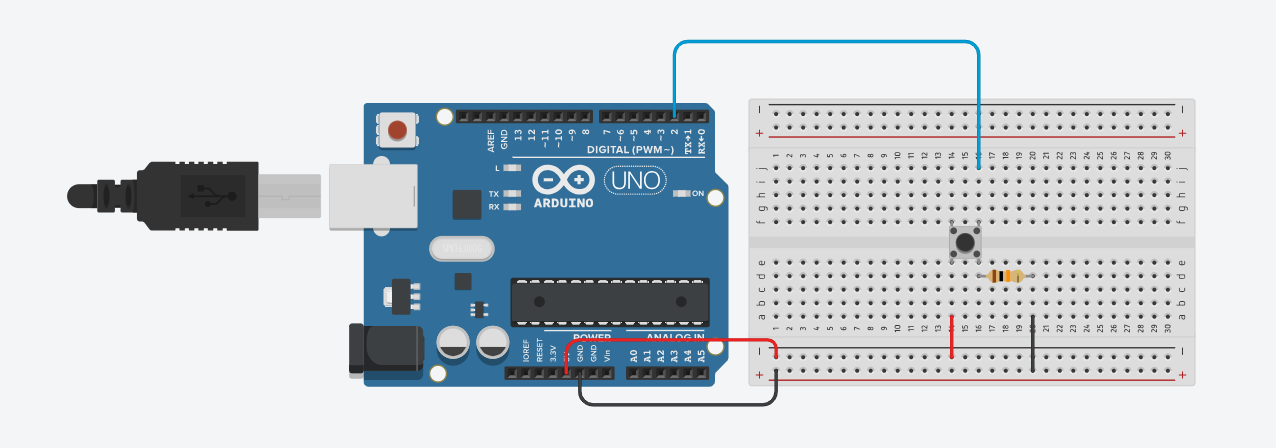 AREF
GND
13
12
~11
~10
~9
8
7
~6
~5
4
~3
2
TX→1
RX←0
DIGITAL (PWM~)
L
TX
RX
UNO
ON
ARDUINO
POWER
ANALOG IN
IOREF
RESET
3.3V
GND
GND
Vin
A0
A1
A2
A3
A4
A5
− −
+ +
1 2 3 4 5 6 7 8 9 10 11 12 13 14 15 16 17 18 19 20 21 22 23 24 25 26 27 28 29 30
j j
i i
h h
g g
f f
e e
d d
c c
b b
a a
1 2 3 4 5 6 7 8 9 10 11 12 13 15 16 17 18 19 20 21 22 23 24 25 26 27 28 29 30
− −
+ +